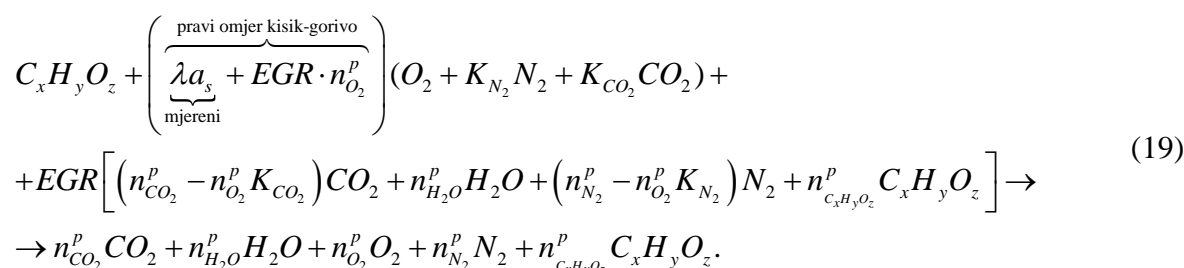 pravi omjer kisik-gorivo
C_xH_yO_z + (λa_s + EGR · n^p_{O_2}) (O_2 + K_{N_2}N_2 + K_{CO_2}CO_2) +
mjereni
+EGR[(n^p_{CO_2} − n^p_{O_2}K_{CO_2})CO_2 + n^p_{H_2O}H_2O + (n^p_{N_2} − n^p_{O_2}K_{N_2})N_2 + n^p_{C_xH_yO_z}C_xH_yO_z] →
(19)
→ n^p_{CO_2}CO_2 + n^p_{H_2O}H_2O + n^p_{O_2}O_2 + n^p_{N_2}N_2 + n^p_{C_xH_yO_z}C_xH_yO_z.